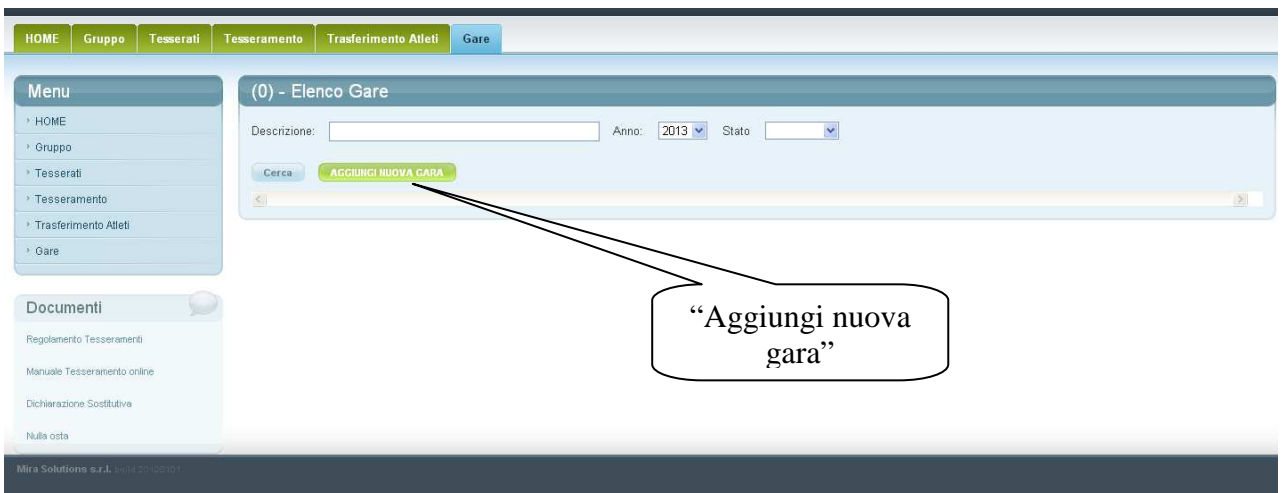 HOME Gruppo Tesserati Tesseramento Trasferimento Atleti Gare
Menu
HOME
Gruppo
Tesserati
Tesseramento
Trasferimento Atleti
Gare
Documenti
Regolamento Tesseramenti
Manuale Tesseramento online
Dichiarazione Sostitutiva
Nulla osta
(0) - Elenco Gare
Descrizione: Anno: 2013 Stato
Cerca AGGIUNGI NUOVA GARA
“Aggiungi nuova
gara”
Mira Solutions s.r.l.